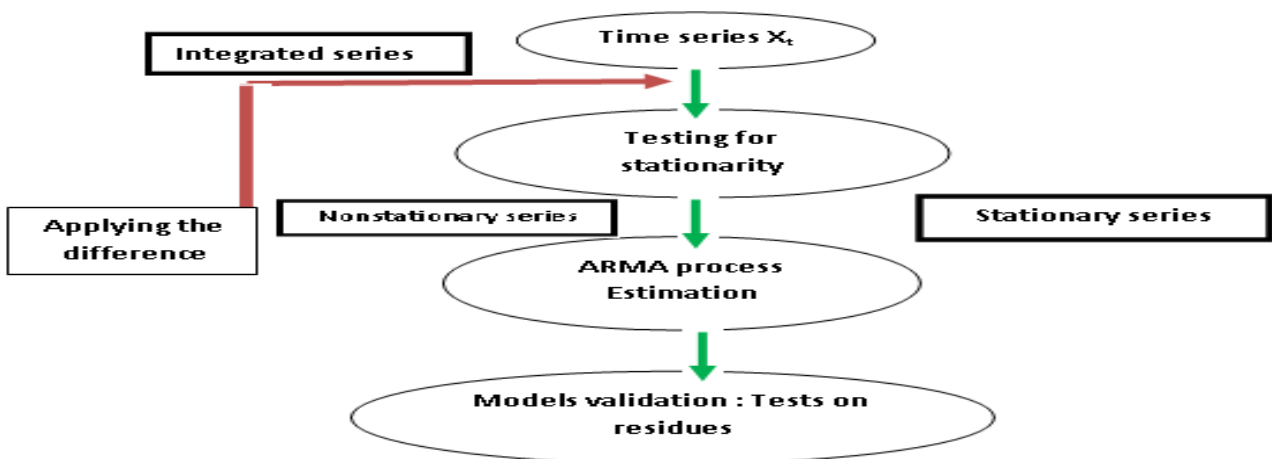 Time series Xₜ
Integrated series
Testing for
stationarity
Nonstationary series
Stationary series
Applying the
difference
ARMA process
Estimation
Models validation : Tests on
residues